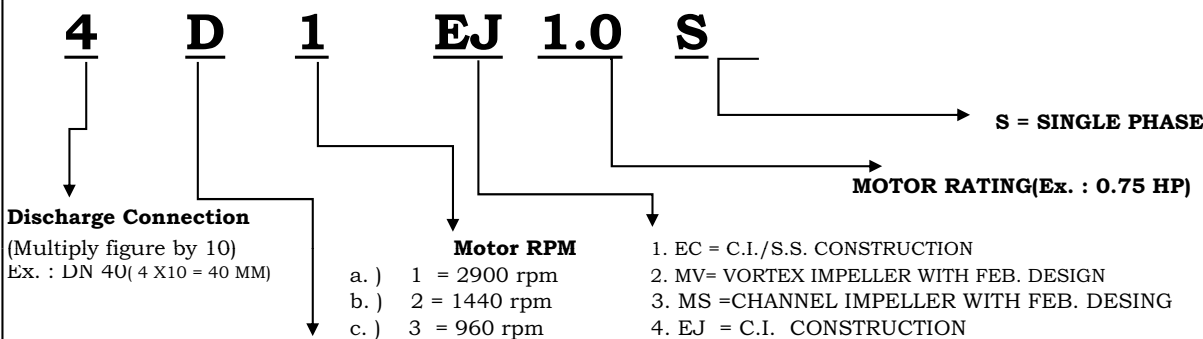 4 D 1 EJ 1.0 S
S = SINGLE PHASE
MOTOR RATING(Ex. : 0.75 HP)
Discharge Connection
(Multiply figure by 10)
Ex. : DN 40( 4 X10 = 40 MM)
Motor RPM
a. ) 1 = 2900 rpm
b. ) 2 = 1440 rpm
c. ) 3 = 960 rpm
1. EC = C.I./S.S. CONSTRUCTION
2. MV= VORTEX IMPELLER WITH FEB. DESIGN
3. MS =CHANNEL IMPELLER WITH FEB. DESING
4. EJ = C.I. CONSTRUCTION